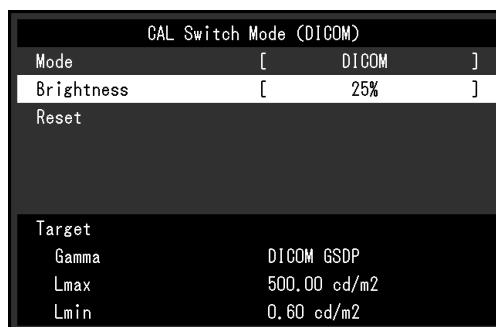 CAL Switch Mode (DICOM)
Mode [ DICOM ]
Brightness [ 25% ]
Reset
Target
Gamma DICOM GSDP
Lmax 500.00 cd/m2
Lmin 0.60 cd/m2